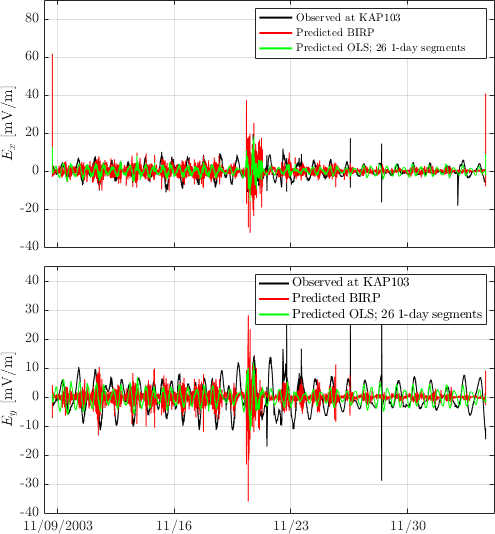 80
60
40
20
0
-20
-40
E_x [mV/m]
Observed at KAP103
Predicted BIRP
Predicted OLS; 26 1-day segments
40
30
20
10
0
-10
-20
-30
-40
E_y [mV/m]
Observed at KAP103
Predicted BIRP
Predicted OLS; 26 1-day segments
11/09/2003 11/16 11/23 11/30